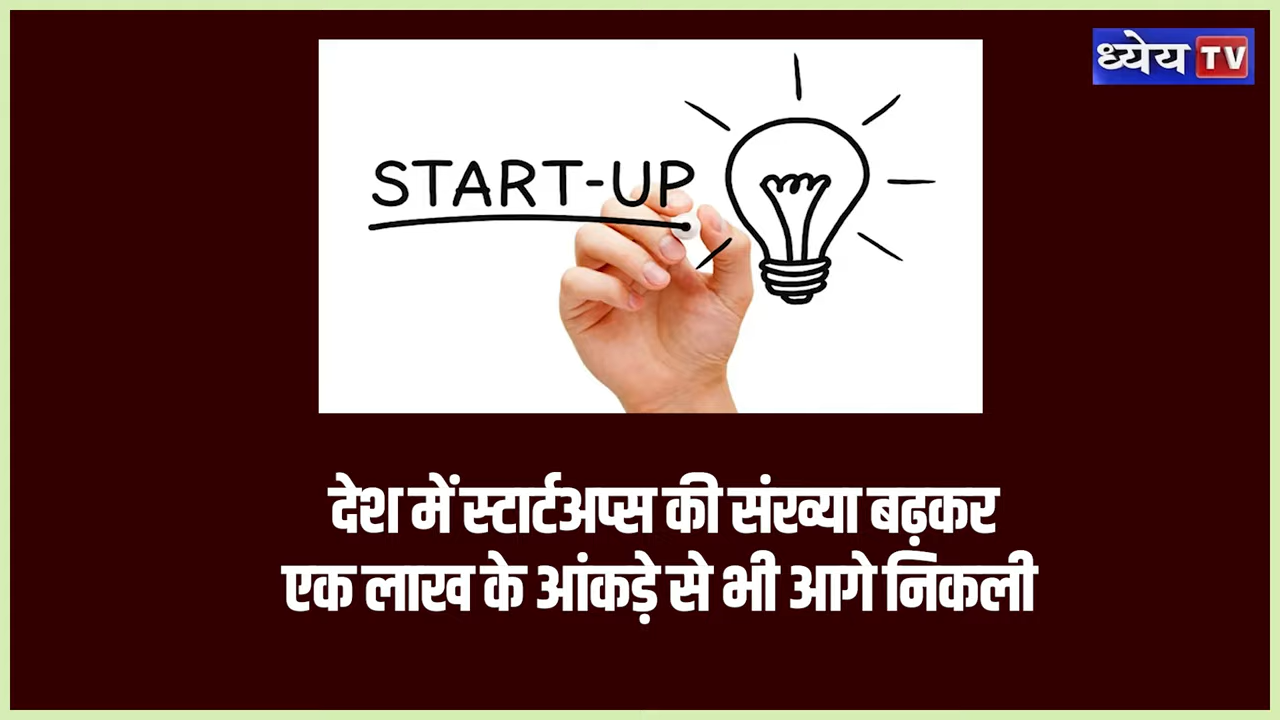 ध्येय TV
START-UP
देश में स्टार्टअप्स की संख्या बढ़कर
एक लाख के आंकड़े से भी आगे निकली